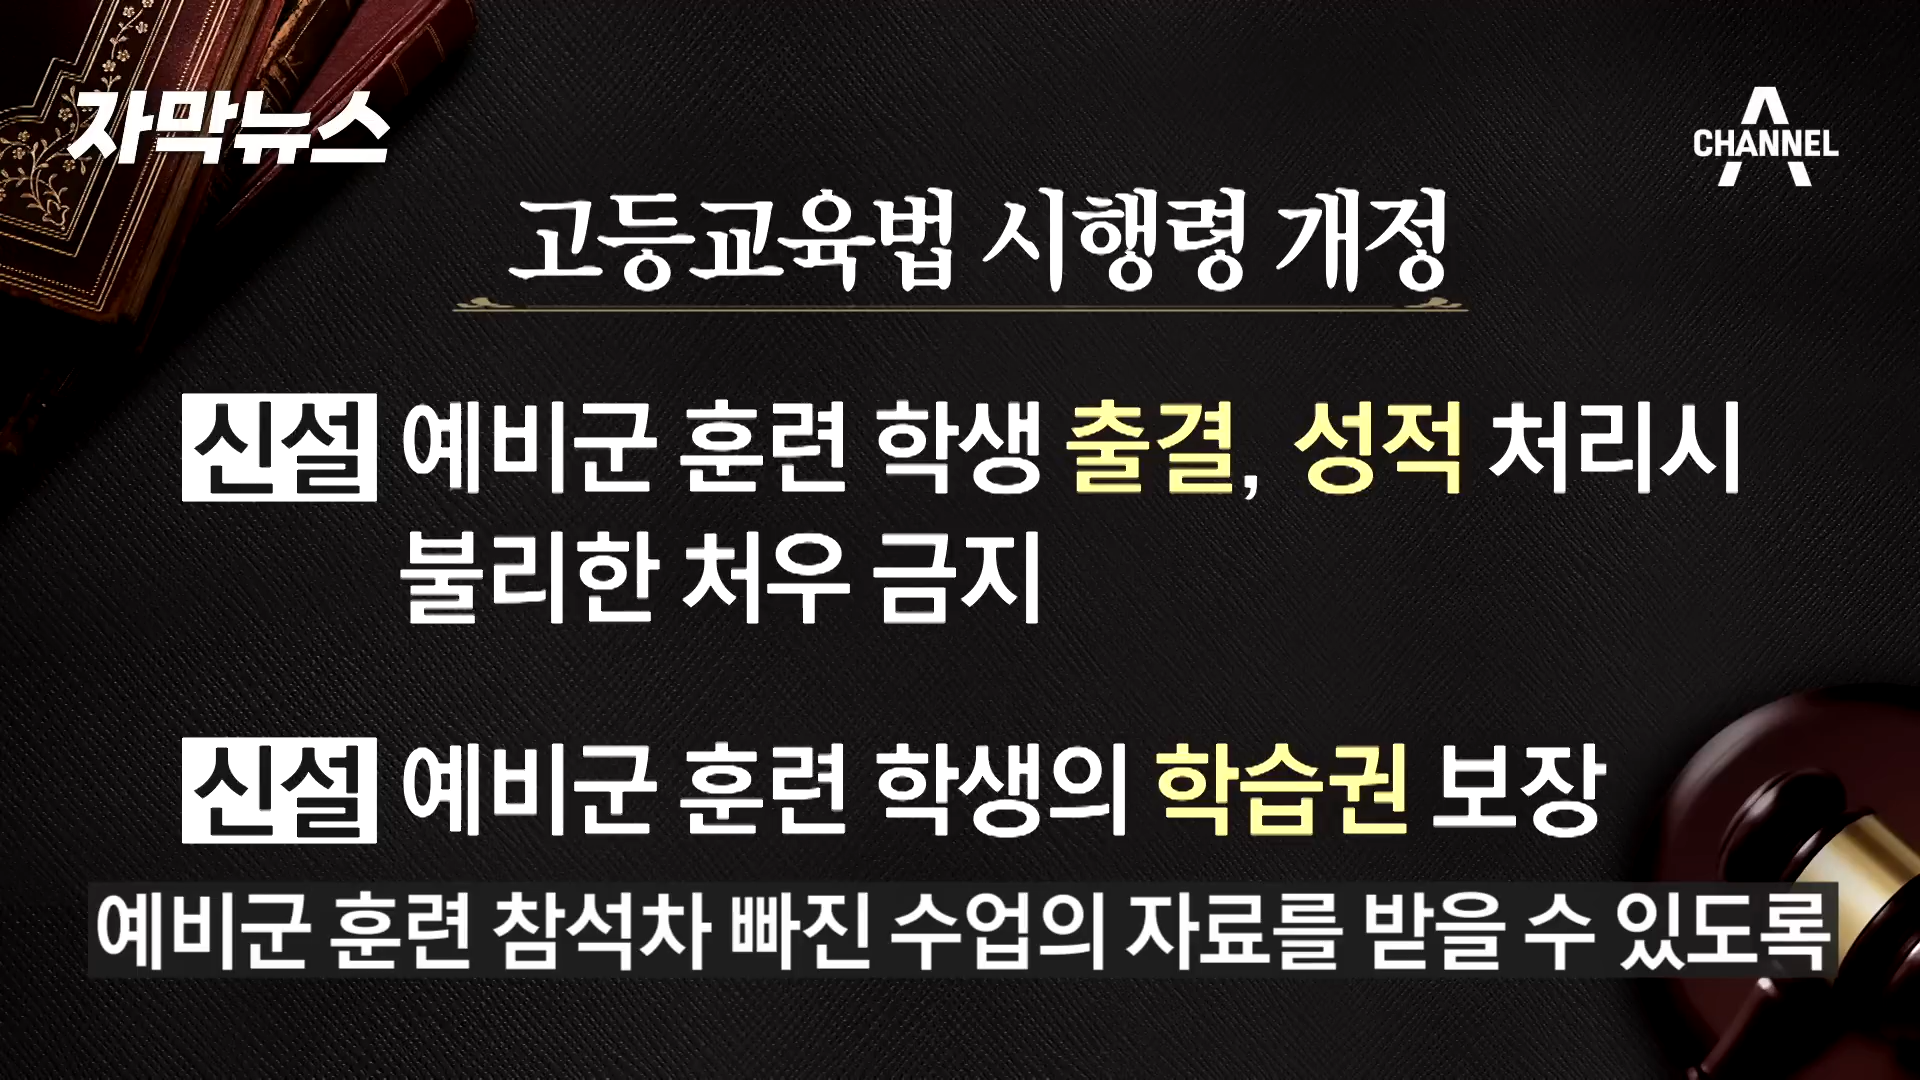 자막뉴스
CHANNEL A
고등교육법 시행령 개정
신설 예비군 훈련 학생 출결, 성적 처리시
불리한 처우 금지
신설 예비군 훈련 학생의 학습권 보장
예비군 훈련 참석차 빠진 수업의 자료를 받을 수 있도록